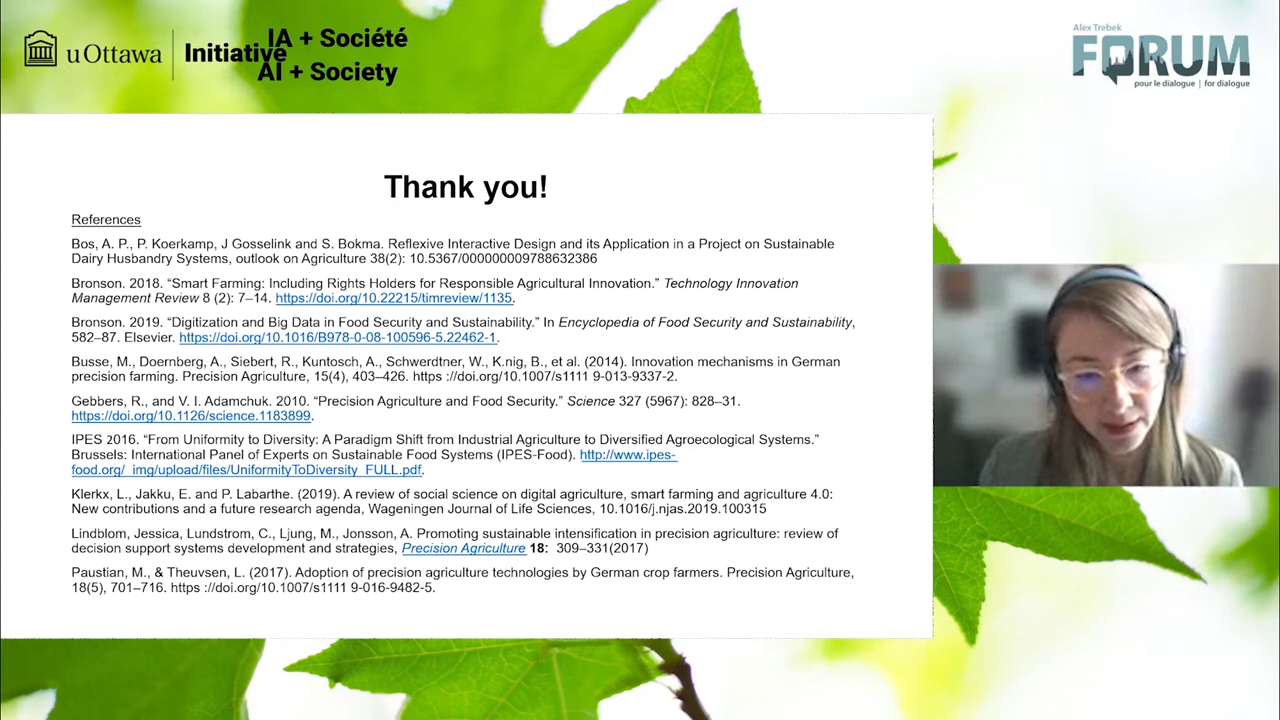 uOttawa
Initiative
IA + Société
AI + Society
Alex Trebek
FORUM
pour le dialogue | for dialogue
Thank you!
References
Bos, A. P., P. Koerkamp, J Gosselink and S. Bokma. Reflexive Interactive Design and its Application in a Project on Sustainable
Dairy Husbandry Systems, outlook on Agriculture 38(2): 10.5367/000000009788632386
Bronson. 2018. “Smart Farming: Including Rights Holders for Responsible Agricultural Innovation.” Technology Innovation
Management Review 8 (2): 7–14. https://doi.org/10.22215/timreview/1135.
Bronson. 2019. “Digitization and Big Data in Food Security and Sustainability.” In Encyclopedia of Food Security and Sustainability,
582–87. Elsevier. https://doi.org/10.1016/B978-0-08-100596-5.22462-1.
Busse, M., Doernberg, A., Siebert, R., Kuntosch, A., Schwerdtner, W., K.nig, B., et al. (2014). Innovation mechanisms in German
precision farming. Precision Agriculture, 15(4), 403–426. https ://doi.org/10.1007/s1111 9-013-9337-2.
Gebbers, R., and V. I. Adamchuk. 2010. “Precision Agriculture and Food Security.” Science 327 (5967): 828–31.
https://doi.org/10.1126/science.1183899.
IPES 2016. “From Uniformity to Diversity: A Paradigm Shift from Industrial Agriculture to Diversified Agroecological Systems.”
Brussels: International Panel of Experts on Sustainable Food Systems (IPES-Food). http://www.ipes-
food.org/_img/upload/files/UniformityToDiversity_FULL.pdf.
Klerkx, L., Jakku, E. and P. Labarthe. (2019). A review of social science on digital agriculture, smart farming and agriculture 4.0:
New contributions and a future research agenda, Wageningen Journal of Life Sciences, 10.1016/j.njas.2019.100315
Lindblom, Jessica, Lundstrom, C., Ljung, M., Jonsson, A. Promoting sustainable intensification in precision agriculture: review of
decision support systems development and strategies, Precision Agriculture 18: 309–331(2017)
Paustian, M., & Theuvsen, L. (2017). Adoption of precision agriculture technologies by German crop farmers. Precision Agriculture,
18(5), 701–716. https ://doi.org/10.1007/s1111 9-016-9482-5.